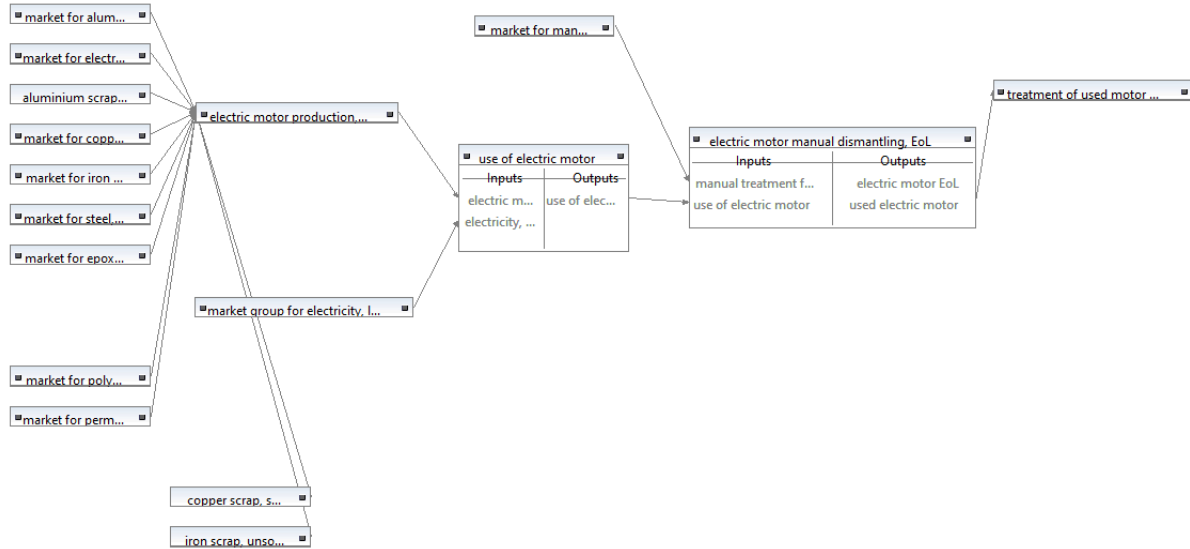 market for alum...
market for electr...
aluminium scrap...
market for copp...
market for iron ...
market for steel,...
market for epox...
market for poly...
market for perm...
electric motor production,...
market group for electricity, l...
copper scrap, s...
iron scrap, unso...
market for man...
use of electric motor
Inputs Outputs
electric m... use of elec...
electricity, ...
electric motor manual dismantling, EoL
Inputs Outputs
manual treatment f... electric motor EoL
use of electric motor used electric motor
treatment of used motor ...